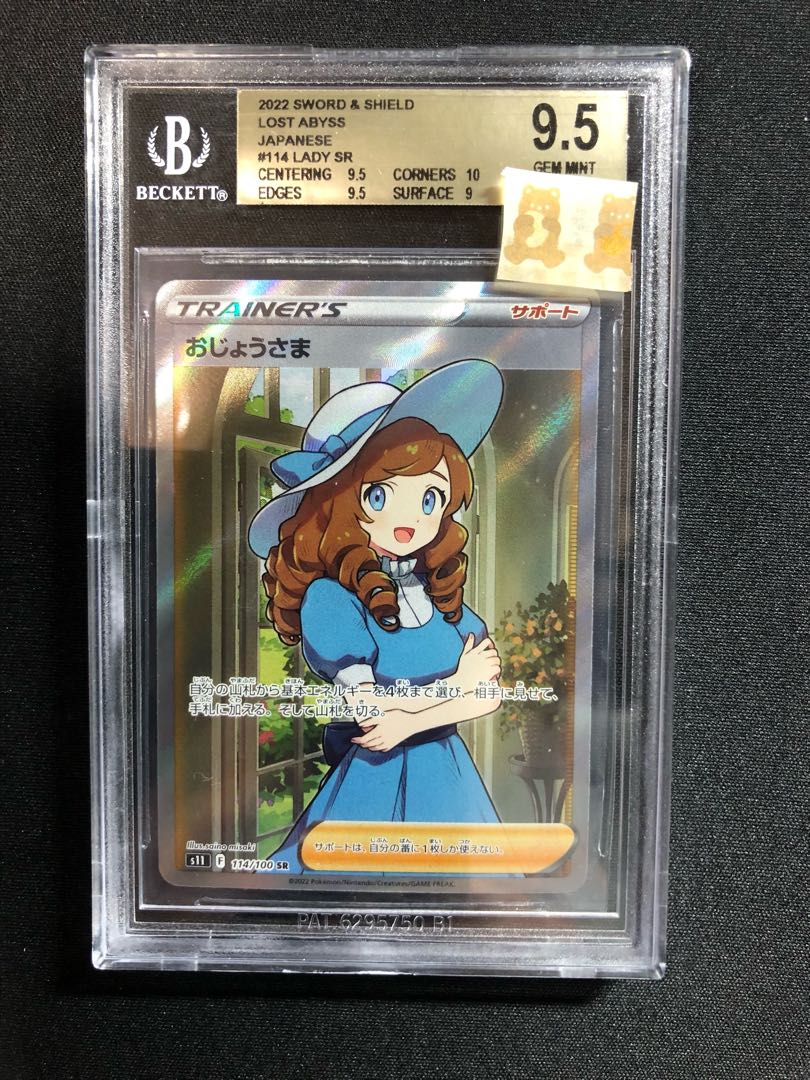 2022 SWORD & SHIELD
LOST ABYSS
JAPANESE
#114 LADY SR
CENTERING 9.5 CORNERS 10
EDGES 9.5 SURFACE 9
9.5
GEM MINT
B
BECKETT®
TRAINER'S
サポート
おじょうさま
自分の山札から基本エネルギーを4枚まで選び、相手に見せて、
手札に加える。そして山札を切る。
Illus. saino misaki
サポートは、自分の番に1枚しか使えない。
s11 F 114/100 SR
©2022 Pokémon/Nintendo/Creatures/GAME FREAK.
PAT. 6295750 B1